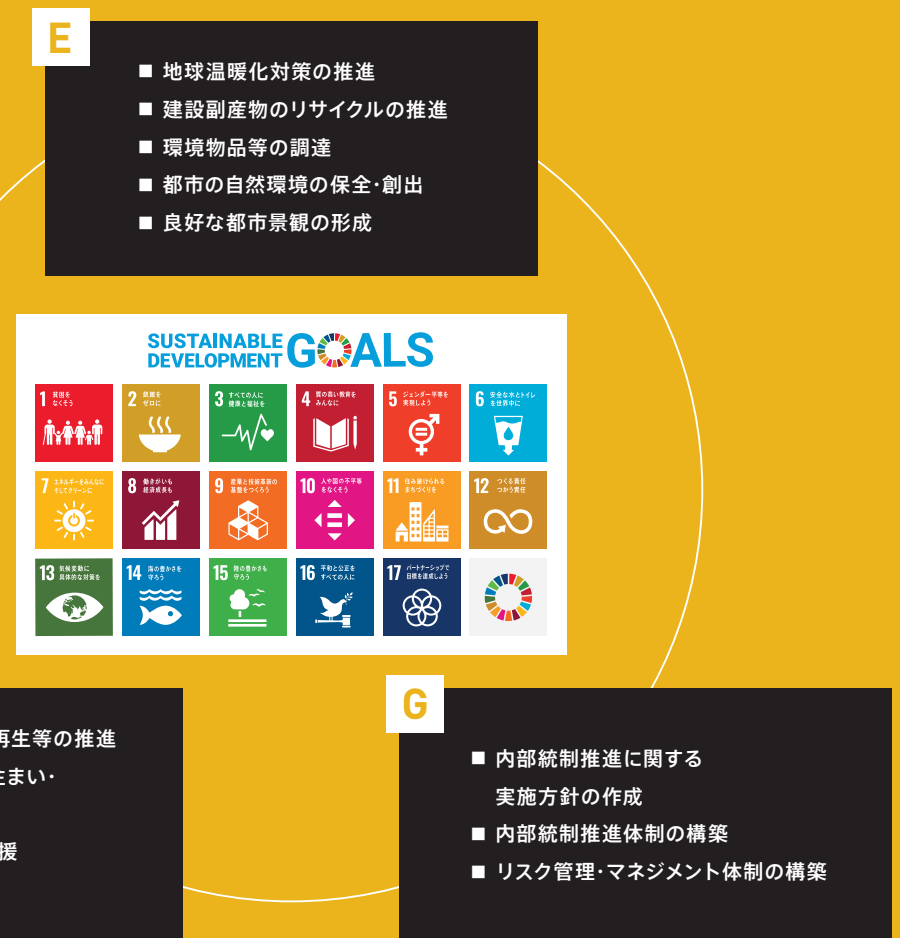 E
■ 地球温暖化対策の推進
■ 建設副産物のリサイクルの推進
■ 環境物品等の調達
■ 都市の自然環境の保全・創出
■ 良好な都市景観の形成
SUSTAINABLE
DEVELOPMENT GOALS
1 貧困を
なくそう
2 飢餓を
ゼロに
3 すべての人に
健康と福祉を
4 質の高い教育を
みんなに
5 ジェンダー平等を
実現しよう
6 安全な水とトイレ
を世界中に
7 エネルギーをみんなに
そしてクリーンに
8 働きがいも
経済成長も
9 産業と技術革新の
基盤をつくろう
10 人や国の不平等
をなくそう
11 住み続けられる
まちづくりを
12 つくる責任
つかう責任
13 気候変動に
具体的な対策を
14 海の豊かさを
守ろう
15 陸の豊かさも
守ろう
16 平和と公正を
すべての人に
17 パートナーシップで
目標を達成しよう
再生等の推進
住まい・
援
G
■ 内部統制推進に関する
実施方針の作成
■ 内部統制推進体制の構築
■ リスク管理・マネジメント体制の構築